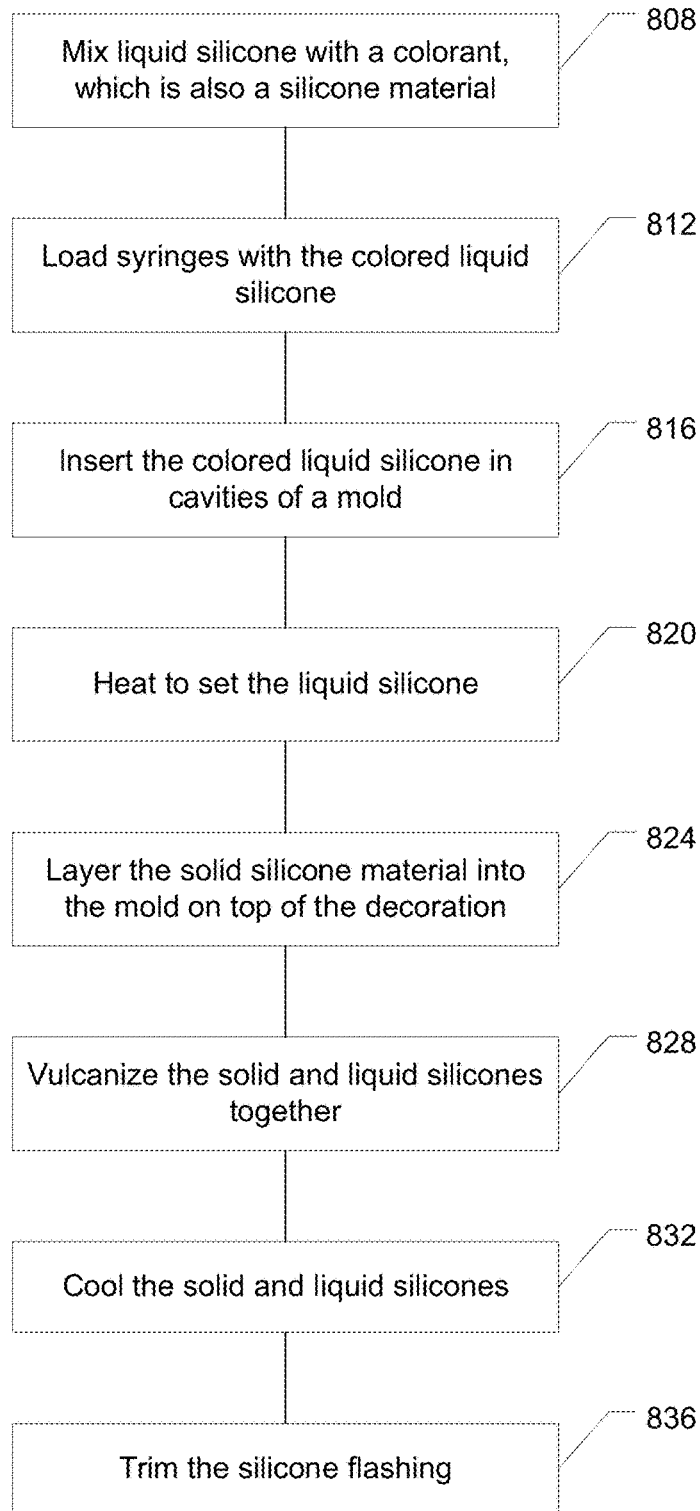 808
Mix liquid silicone with a colorant,
which is also a silicone material
812
Load syringes with the colored liquid
silicone
816
Insert the colored liquid silicone in
cavities of a mold
820
Heat to set the liquid silicone
824
Layer the solid silicone material into
the mold on top of the decoration
828
Vulcanize the solid and liquid silicones
together
832
Cool the solid and liquid silicones
836
Trim the silicone flashing